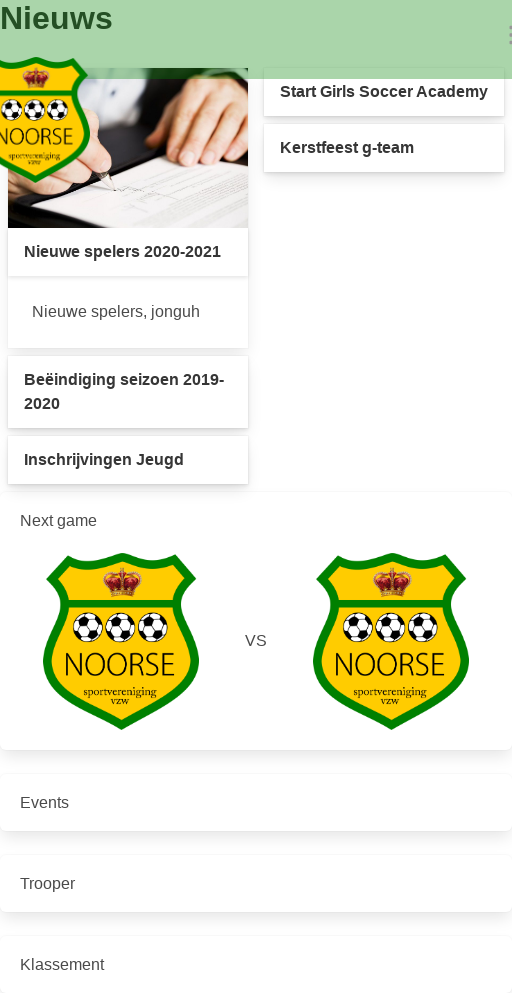 Nieuws
NOORSE
sportvereniging
vzw
Nieuwe spelers 2020-2021
Nieuwe spelers, jonguh
Beëindiging seizoen 2019-
2020
Inschrijvingen Jeugd
Start Girls Soccer Academy
Kerstfeest g-team
Next game
NOORSE
sportvereniging
vzw
VS
NOORSE
sportvereniging
vzw
Events
Trooper
Klassement